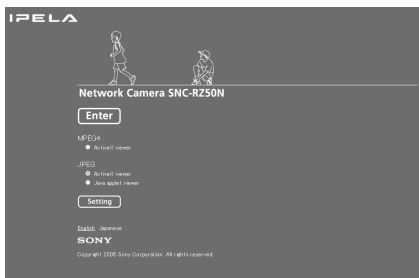 IPELA
Network Camera SNC-RZ50N
Enter
MPEG4
ActiveX viewer
JPEG
ActiveX viewer
Java applet viewer
Setting
English Japanese
SONY
Copyright 2005 Sony Corporation. All rights reserved.